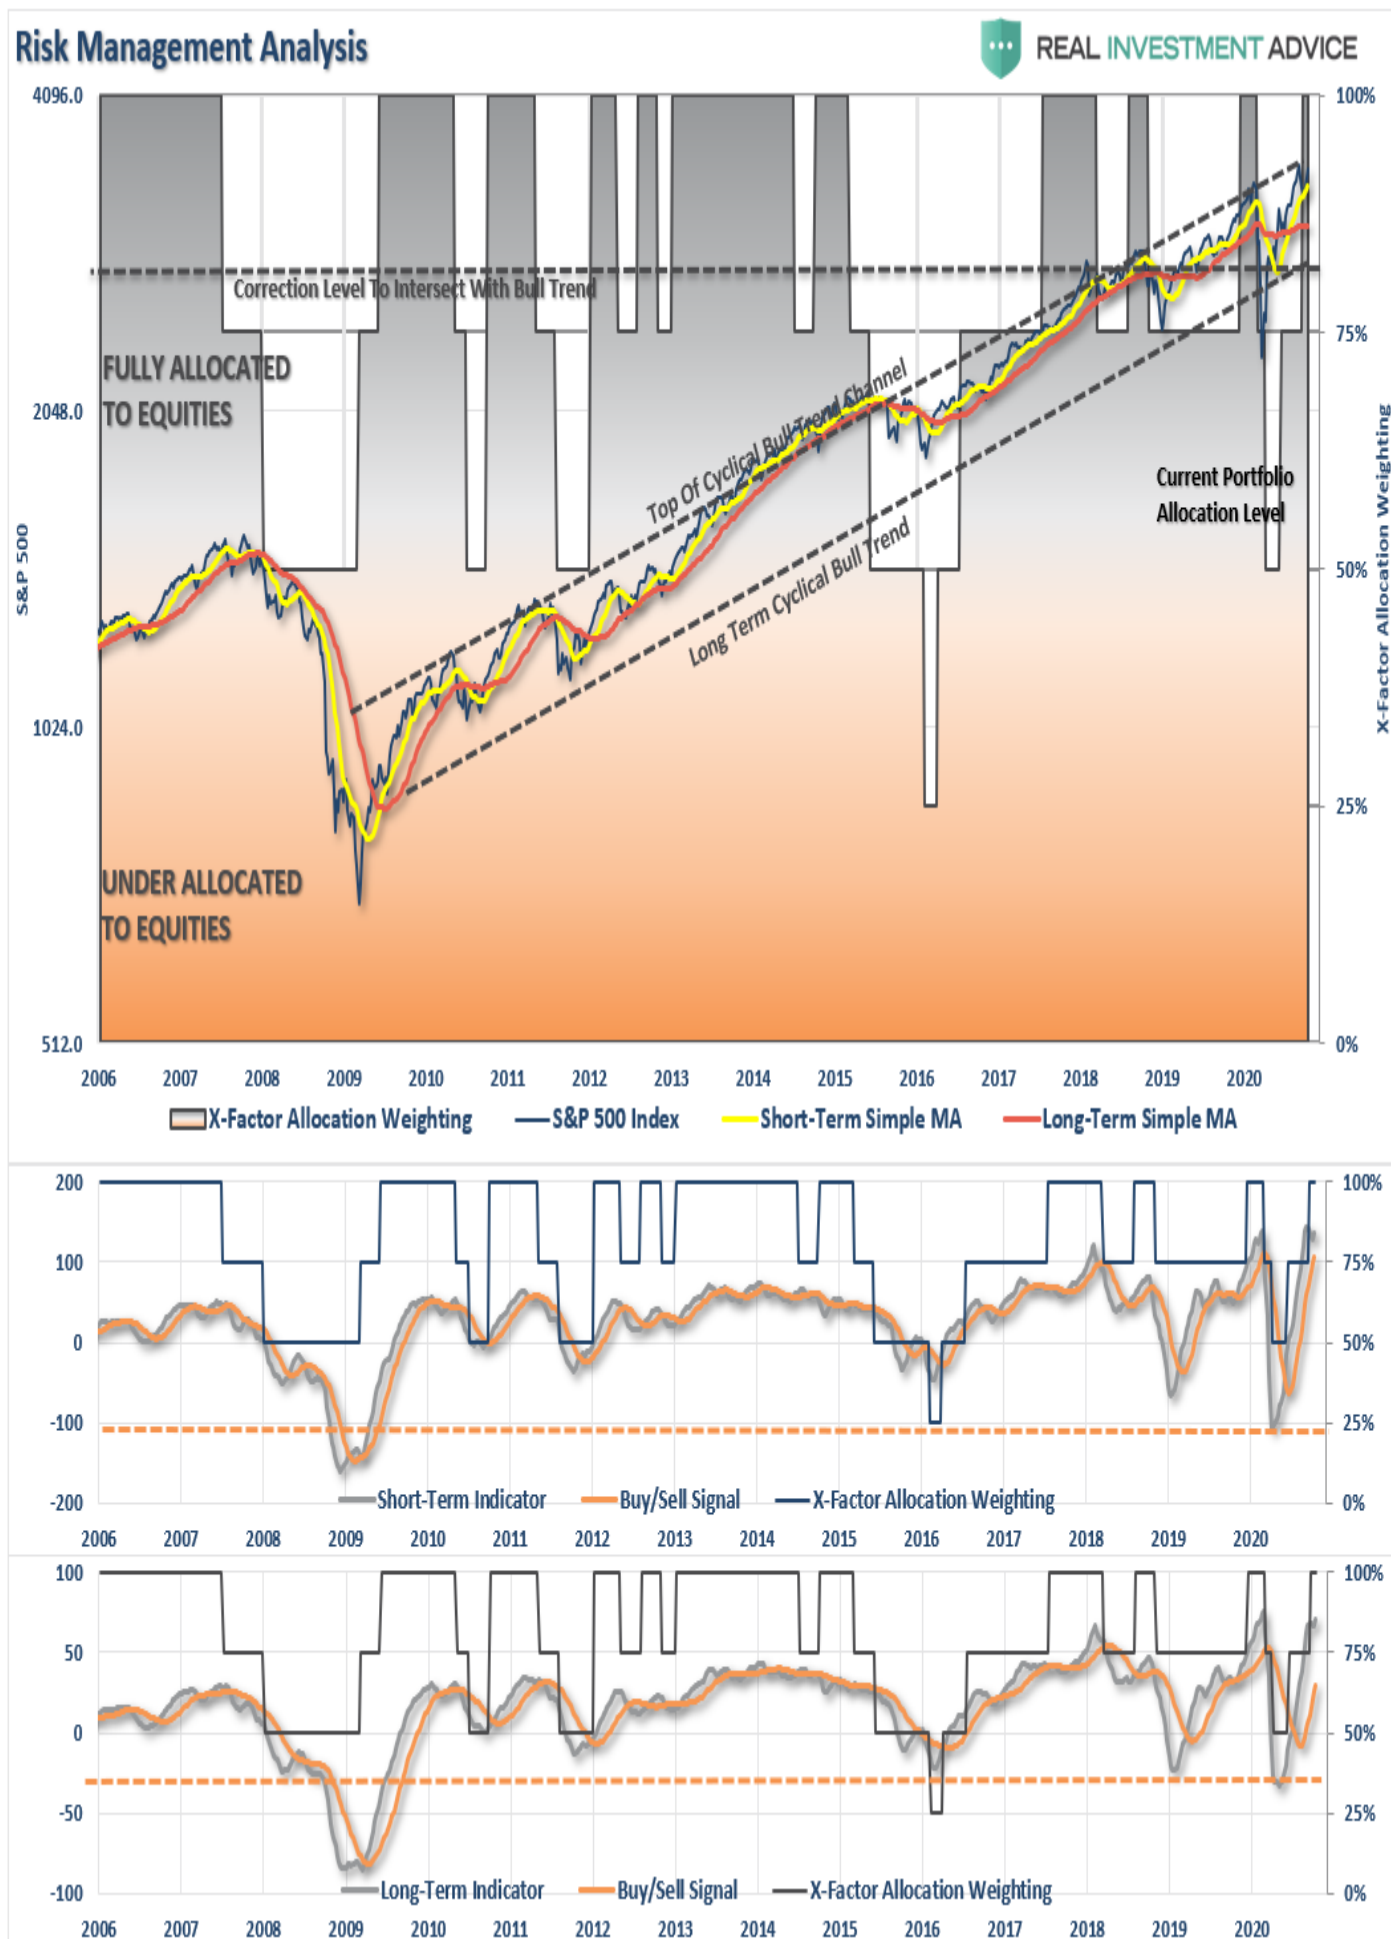 Risk Management Analysis
REAL INVESTMENT ADVICE
4096.0
100%
Correction Level To Intersect With Bull Trend
75%
FULLY ALLOCATED
TO EQUITIES
2048.0
Top Of Cyclical Bull Trend Channel
Current Portfolio
Allocation Level
S&P 500
X-Factor Allocation Weighting
Long Term Cyclical Bull Trend
50%
1024.0
25%
UNDER ALLOCATED
TO EQUITIES
512.0
0%
2006 2007 2008 2009 2010 2011 2012 2013 2014 2015 2016 2017 2018 2019 2020
X-Factor Allocation Weighting S&P 500 Index Short-Term Simple MA Long-Term Simple MA
200 100%
100 75%
0 50%
-100 25%
-200 0%
Short-Term Indicator Buy/Sell Signal X-Factor Allocation Weighting
2006 2007 2008 2009 2010 2011 2012 2013 2014 2015 2016 2017 2018 2019 2020
100 100%
50 75%
0 50%
-50 25%
-100 0%
Long-Term Indicator Buy/Sell Signal X-Factor Allocation Weighting
2006 2007 2008 2009 2010 2011 2012 2013 2014 2015 2016 2017 2018 2019 2020